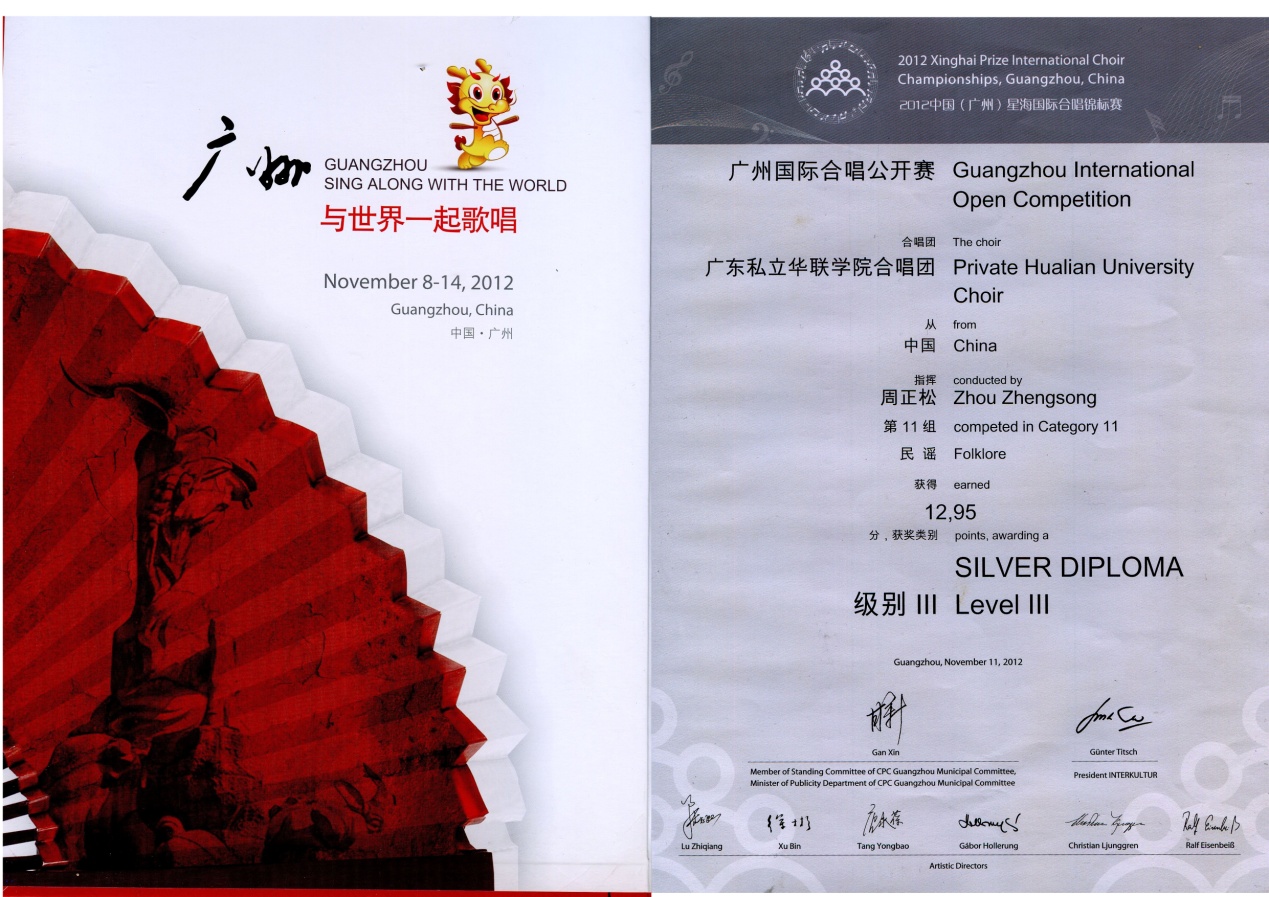 广州
GUANGZHOU
SING ALONG WITH THE WORLD
与世界一起歌唱
November 8-14, 2012
Guangzhou, China
中国・广州
2012 Xinghai Prize International Choir
Championships, Guangzhou, China
2012中国（广州）星海国际合唱锦标赛
广州国际合唱公开赛 Guangzhou International
Open Competition
合唱团 The choir
广东私立华联学院合唱团 Private Hualian University
Choir
从 from
中国 China
指挥 conducted by
周正松 Zhou Zhengsong
第 11 组 competed in Category 11
民 谣 Folklore
获得 earned
12,95
分，获奖类别 points, awarding a
SILVER DIPLOMA
级别 III Level III
Guangzhou, November 11, 2012
Gan Xin
Günter Titsch
Member of Standing Committee of CPC Guangzhou Municipal Committee,
Minister of Publicity Department of CPC Guangzhou Municipal Committee
President INTERKULTUR
Lu Zhiqiang Xu Bin Tang Yongbao Gábor Hollerung Christian Ljunggren Ralf Eisenbeiß
Artistic Directors